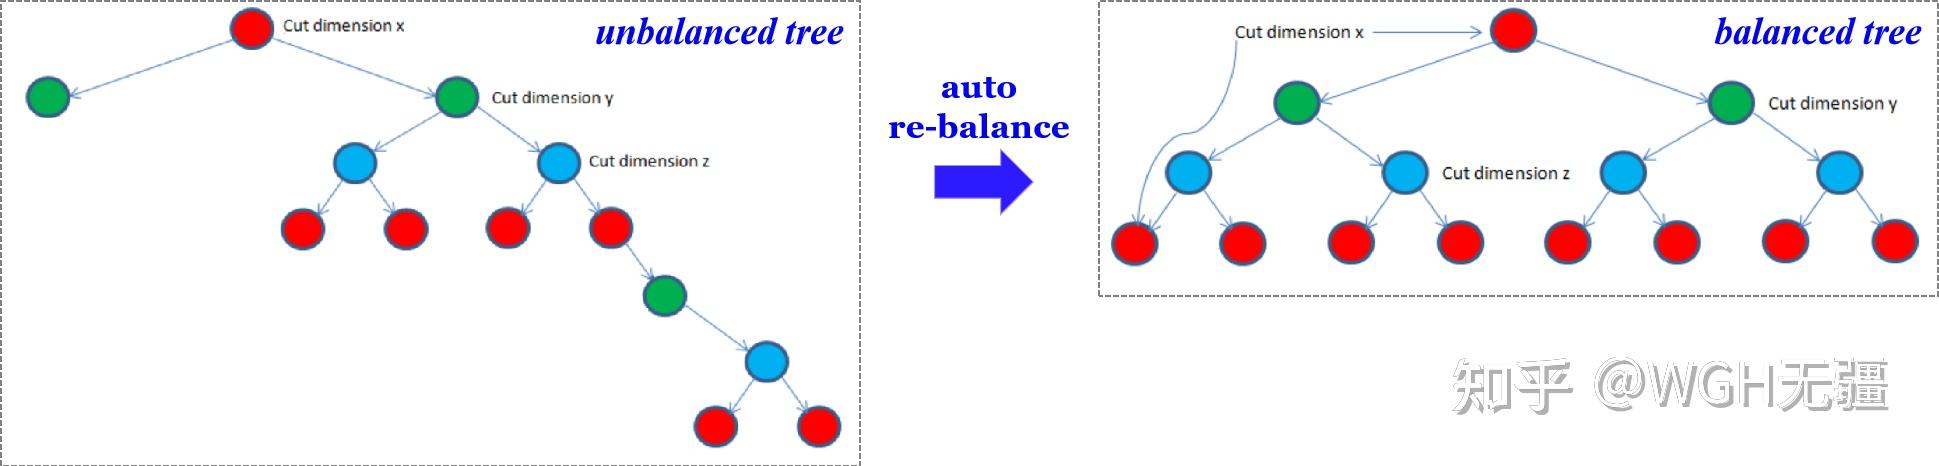 Cut dimension x
unbalanced tree
Cut dimension y
Cut dimension z
auto
re-balance
Cut dimension x
balanced tree
Cut dimension y
Cut dimension z
知乎 @WGH无疆